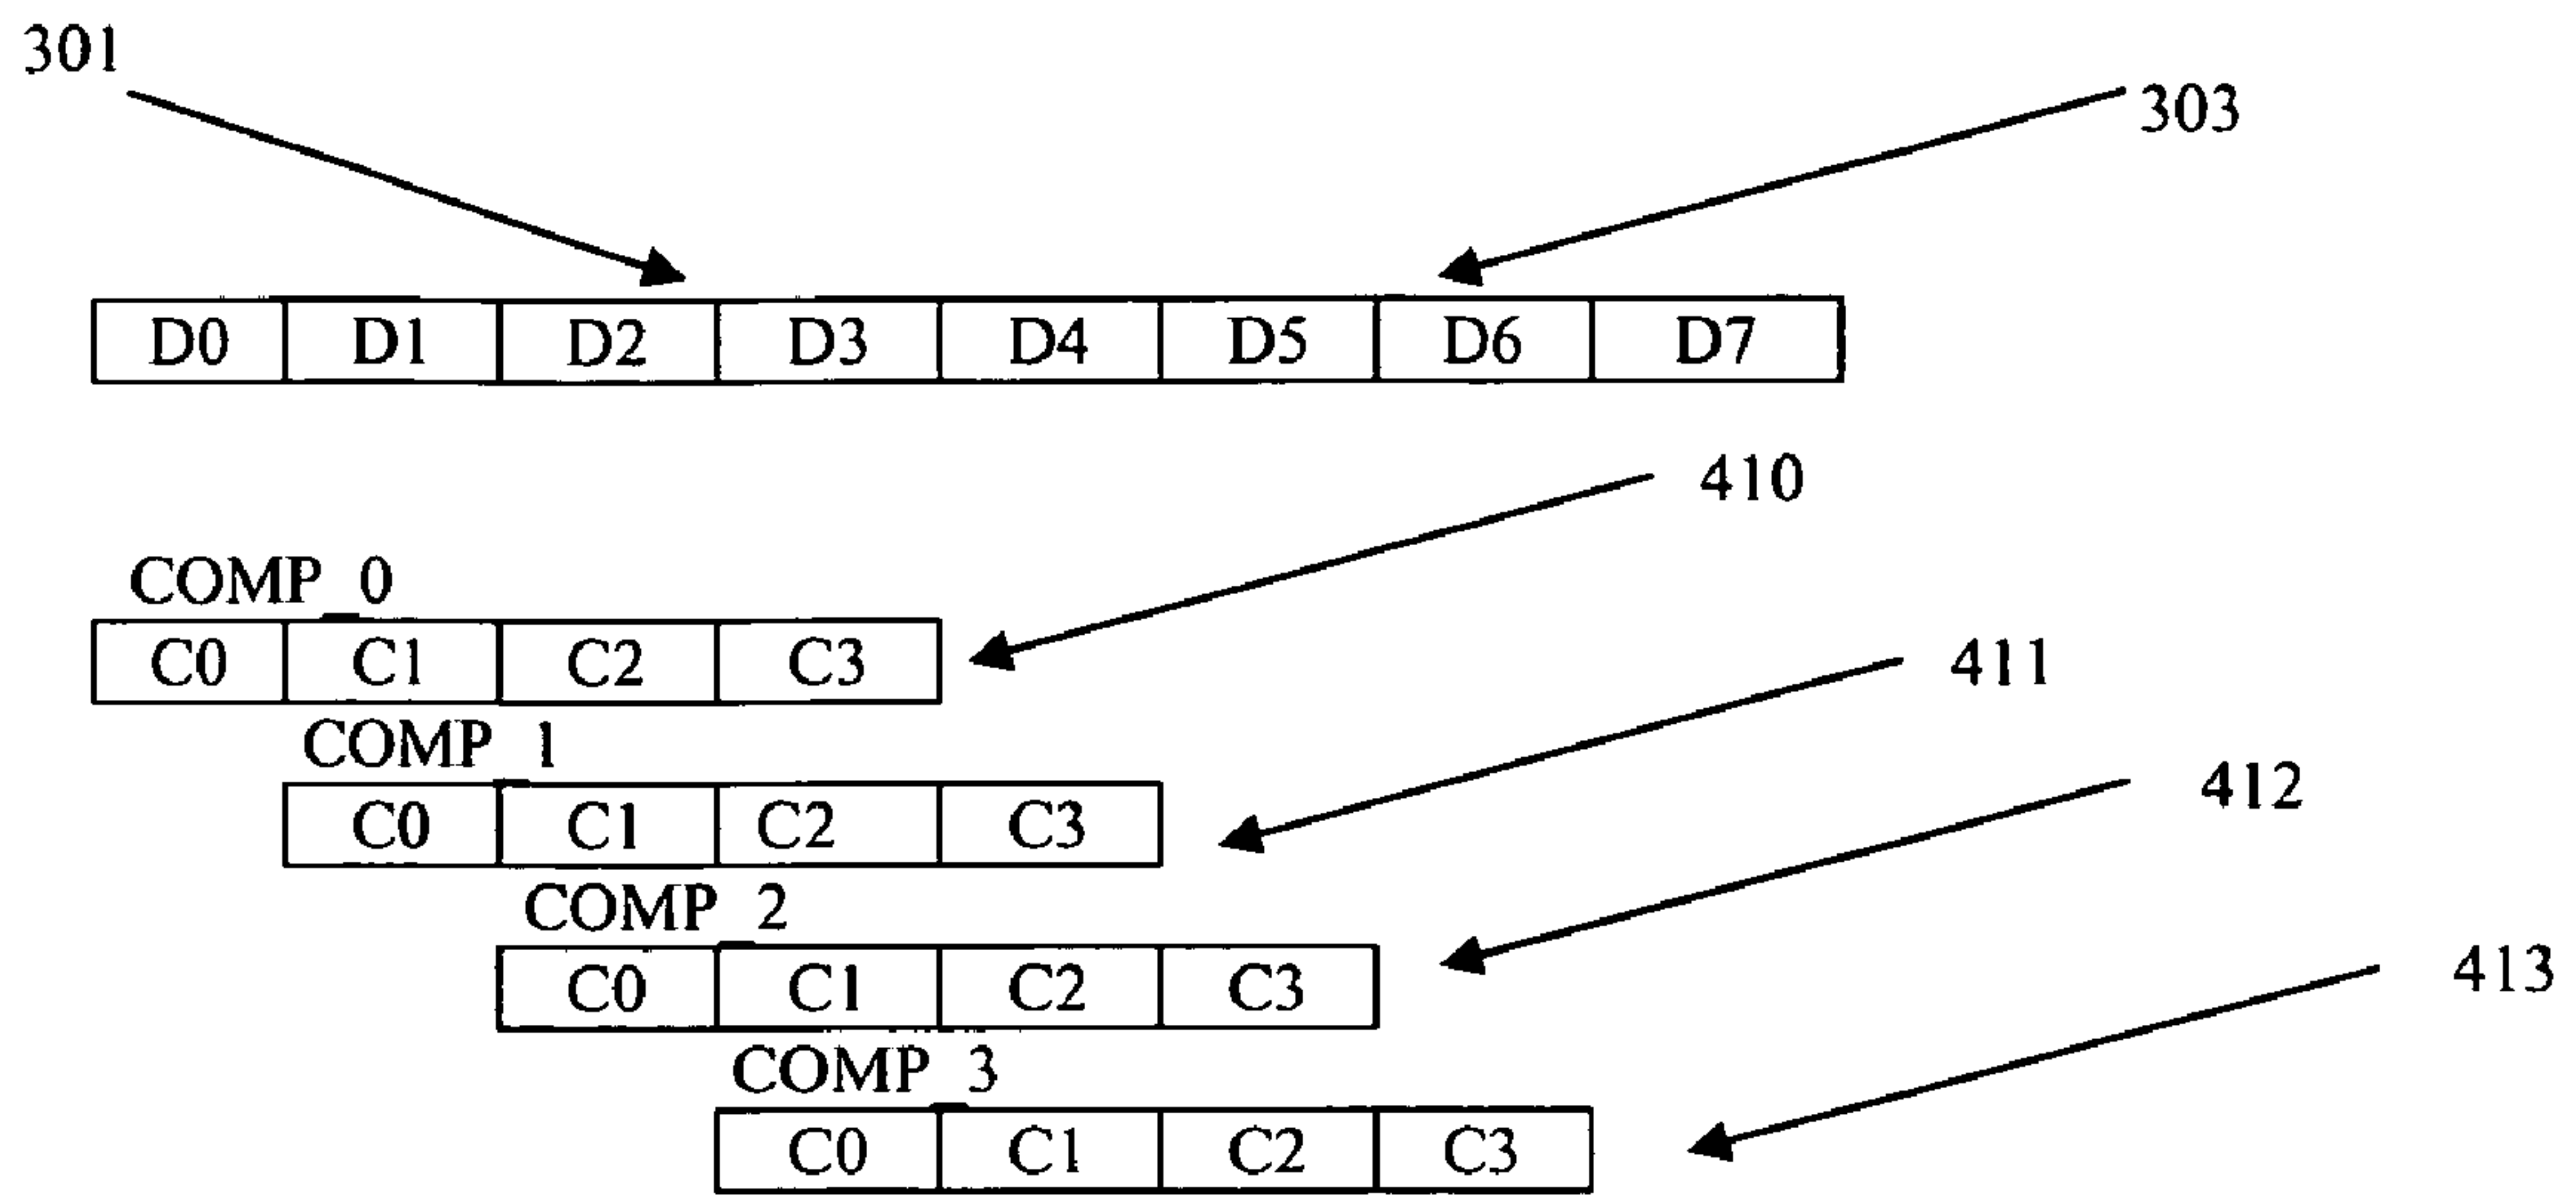 301
303
D0 D1 D2 D3 D4 D5 D6 D7
410
COMP_0
C0 C1 C2 C3
411
COMP_1
C0 C1 C2 C3
412
COMP_2
C0 C1 C2 C3
413
COMP_3
C0 C1 C2 C3